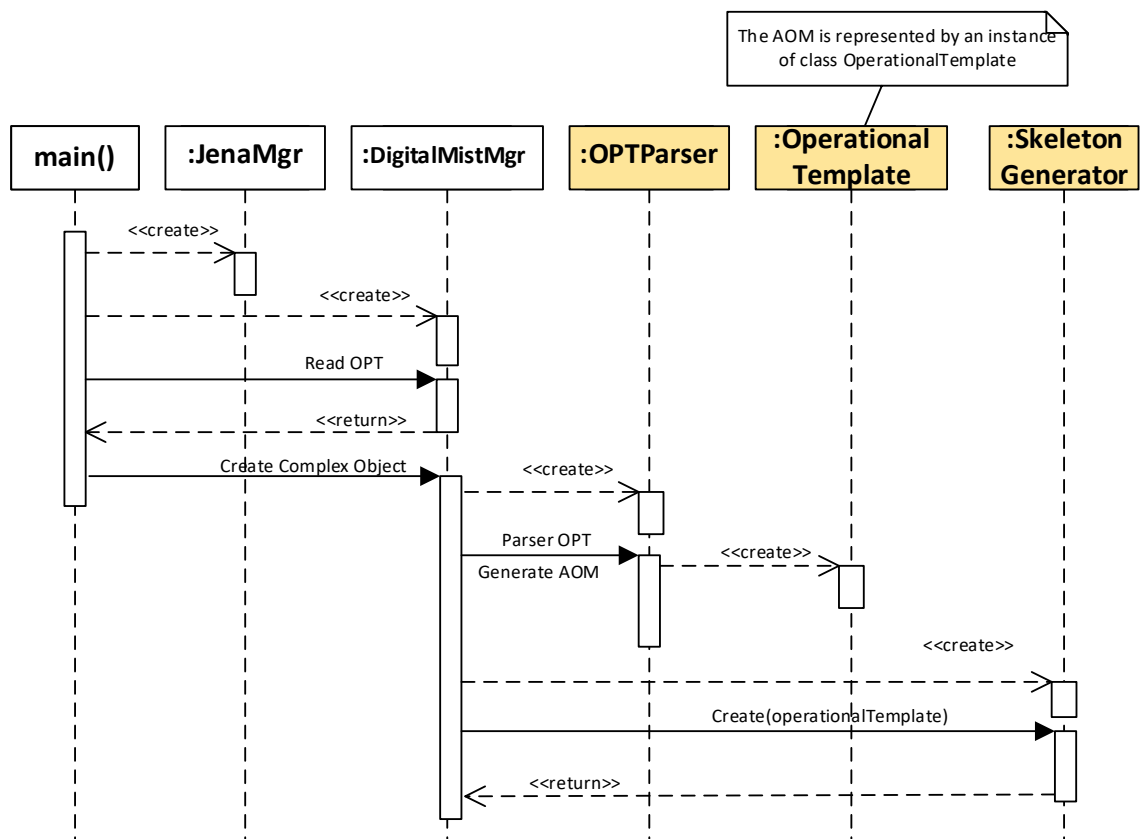 The AOM is represented by an instance
of class OperationalTemplate
main()
:JenaMgr
:DigitalMistMgr
:OPTParser
:Operational
Template
:Skeleton
Generator
<<create>>
<<create>>
Read OPT
<<return>>
Create Complex Object
<<create>>
Parser OPT
Generate AOM
<<create>>
<<create>>
Create(operationalTemplate)
<<return>>